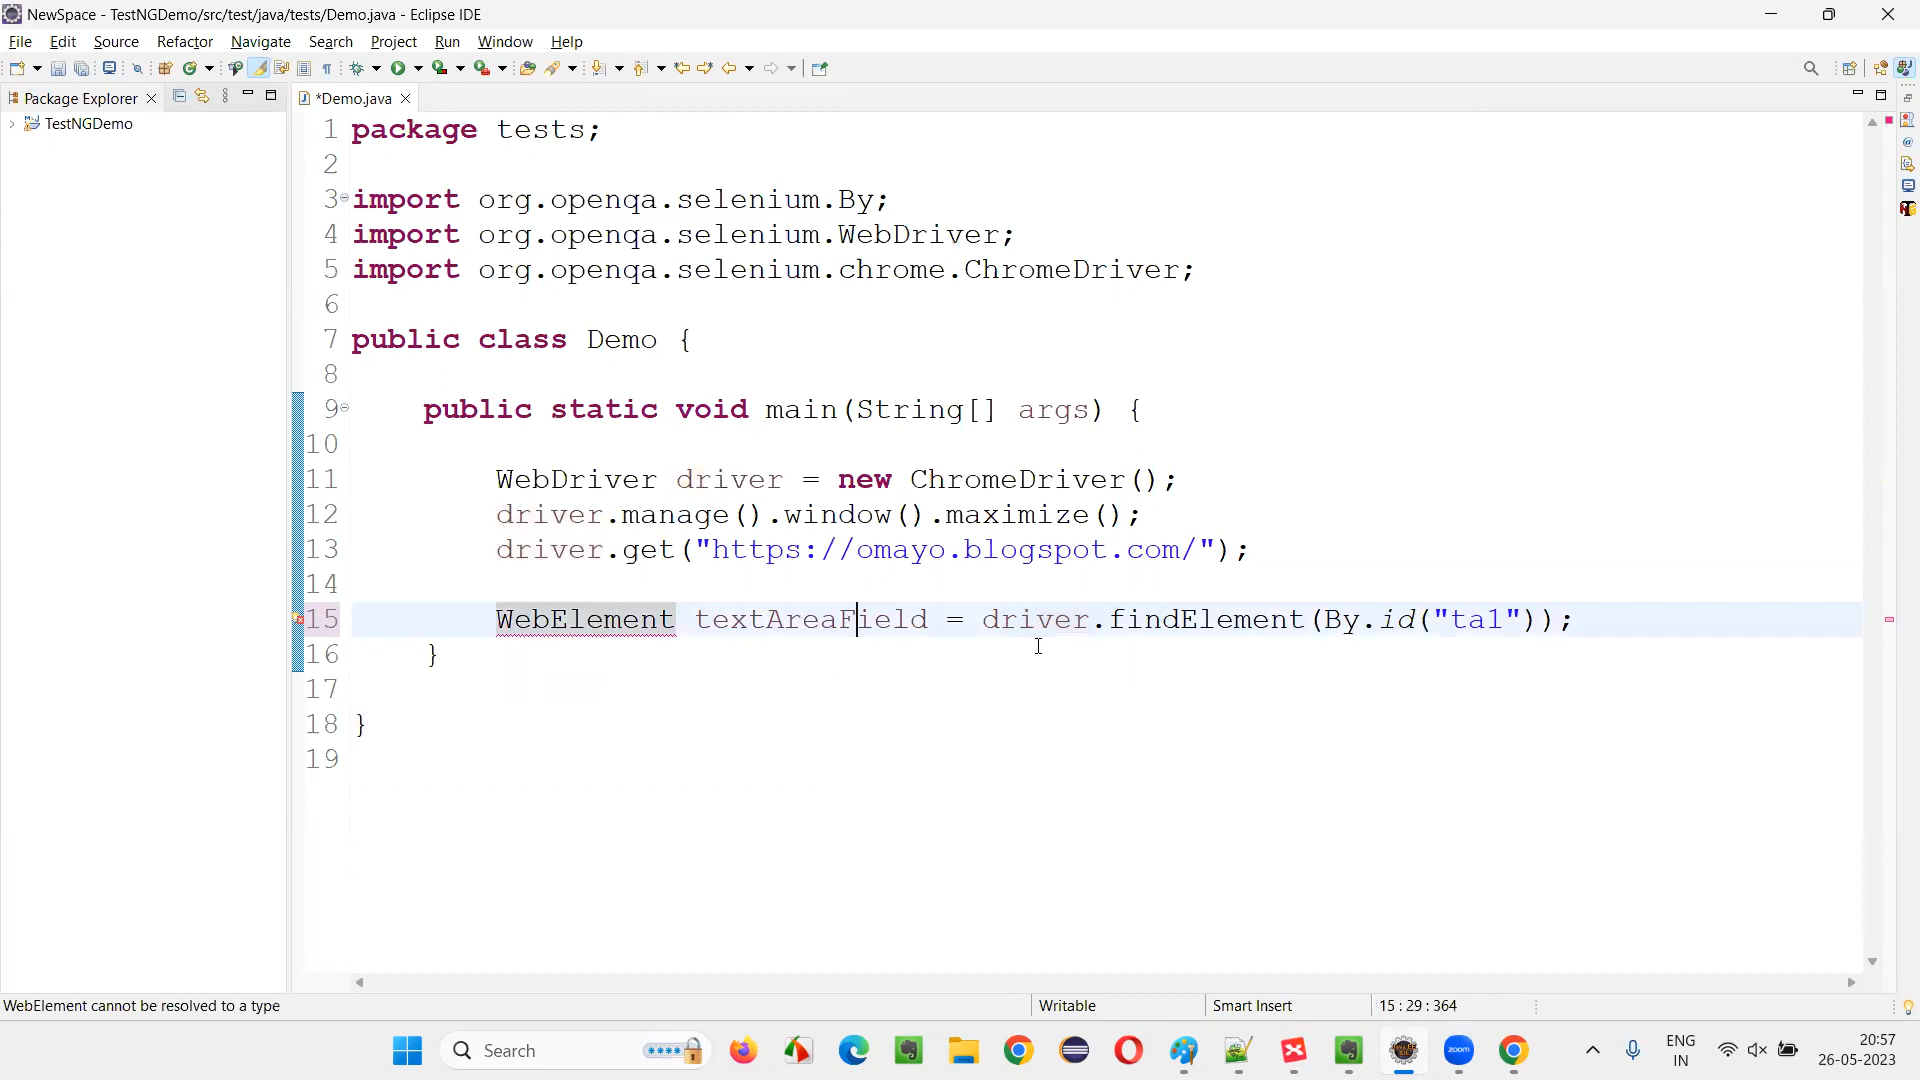 NewSpace - TestNGDemo/src/test/java/tests/Demo.java - Eclipse IDE
File Edit Source Refactor Navigate Search Project Run Window Help
Package Explorer
*Demo.java
TestNGDemo
1 package tests;
2
3 import org.openqa.selenium.By;
4 import org.openqa.selenium.WebDriver;
5 import org.openqa.selenium.chrome.ChromeDriver;
6
7 public class Demo {
8
9 public static void main(String[] args) {
10
11 WebDriver driver = new ChromeDriver();
12 driver.manage().window().maximize();
13 driver.get("https://omayo.blogspot.com/");
14
15 WebElement textAreaField = driver.findElement(By.id("ta1"));
16 }
17
18 }
19
WebElement cannot be resolved to a type
Writable
Smart Insert
15 : 29 : 364
Search
zoom
ENG
IN
20:57
26-05-2023